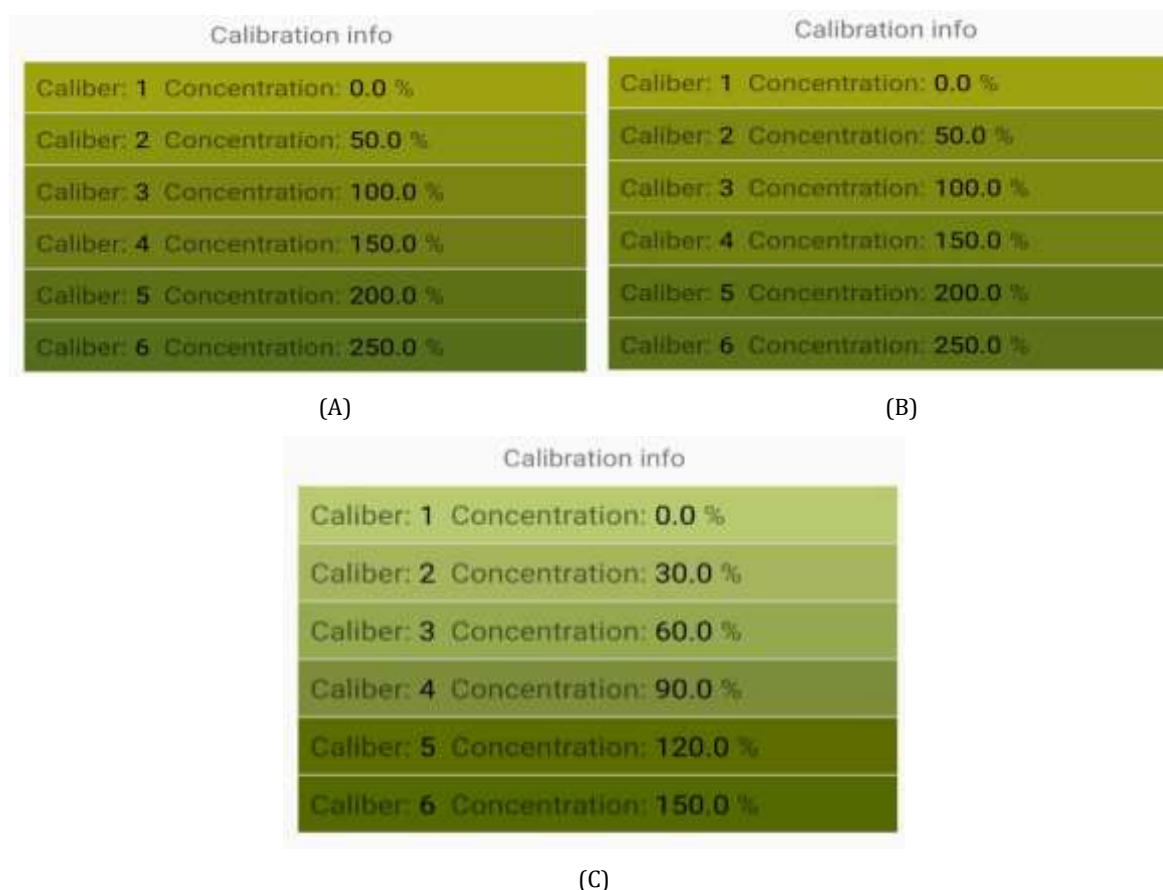 Calibration info
Caliber: 1 Concentration: 0.0 %
Caliber: 2 Concentration: 50.0 %
Caliber: 3 Concentration: 100.0 %
Caliber: 4 Concentration: 150.0 %
Caliber: 5 Concentration: 200.0 %
Caliber: 6 Concentration: 250.0 %
(A)
Calibration info
Caliber: 1 Concentration: 0.0 %
Caliber: 2 Concentration: 50.0 %
Caliber: 3 Concentration: 100.0 %
Caliber: 4 Concentration: 150.0 %
Caliber: 5 Concentration: 200.0 %
Caliber: 6 Concentration: 250.0 %
(B)
Calibration info
Caliber: 1 Concentration: 0.0 %
Caliber: 2 Concentration: 30.0 %
Caliber: 3 Concentration: 60.0 %
Caliber: 4 Concentration: 90.0 %
Caliber: 5 Concentration: 120.0 %
Caliber: 6 Concentration: 150.0 %
(C)